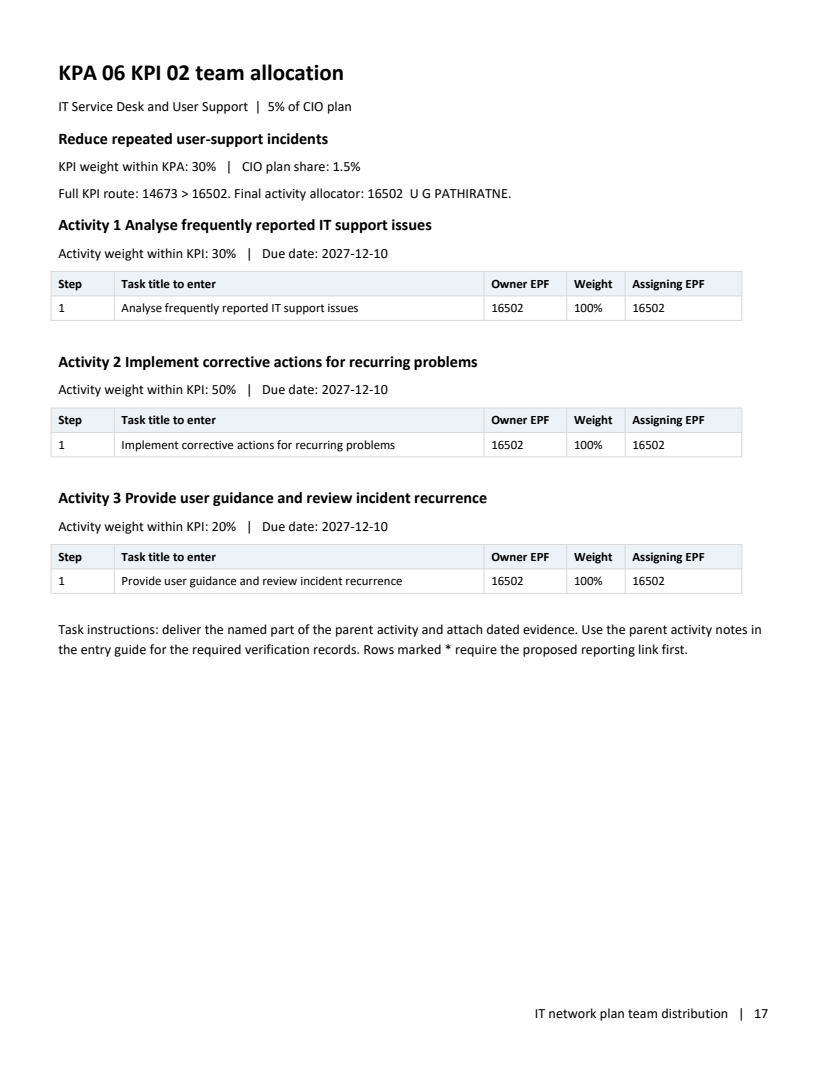 KPA 06 KPI 02 team allocation
IT Service Desk and User Support | 5% of CIO plan
Reduce repeated user-support incidents
KPI weight within KPA: 30% | CIO plan share: 1.5%
Full KPI route: 14673 > 16502. Final activity allocator: 16502 U G PATHIRATNE.
Activity 1 Analyse frequently reported IT support issues
Activity weight within KPI: 30% | Due date: 2027-12-10
Step Task title to enter Owner EPF Weight Assigning EPF
1 Analyse frequently reported IT support issues 16502 100% 16502
Activity 2 Implement corrective actions for recurring problems
Activity weight within KPI: 50% | Due date: 2027-12-10
Step Task title to enter Owner EPF Weight Assigning EPF
1 Implement corrective actions for recurring problems 16502 100% 16502
Activity 3 Provide user guidance and review incident recurrence
Activity weight within KPI: 20% | Due date: 2027-12-10
Step Task title to enter Owner EPF Weight Assigning EPF
1 Provide user guidance and review incident recurrence 16502 100% 16502
Task instructions: deliver the named part of the parent activity and attach dated evidence. Use the parent activity notes in
the entry guide for the required verification records. Rows marked * require the proposed reporting link first.
IT network plan team distribution | 17